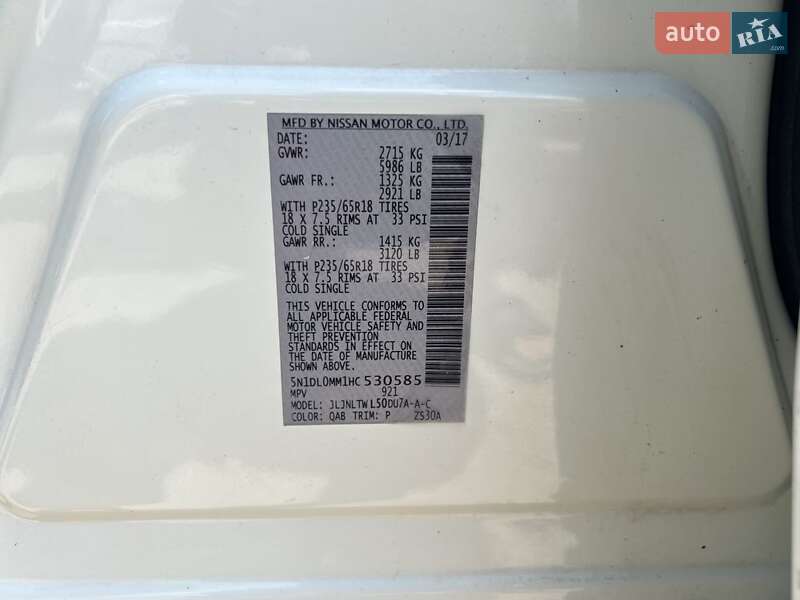 auto RIA.com
MFD BY NISSAN MOTOR CO., LTD.
DATE: 03/17
GVWR: 2715 KG
5986 LB
GAWR FR.: 1325 KG
2921 LB
WITH P235/65R18 TIRES
18 X 7.5 RIMS AT 33 PSI
COLD SINGLE
GAWR RR.: 1415 KG
3120 LB
WITH P235/65R18 TIRES
18 X 7.5 RIMS AT 33 PSI
COLD SINGLE
THIS VEHICLE CONFORMS TO
ALL APPLICABLE FEDERAL
MOTOR VEHICLE SAFETY AND
THEFT PREVENTION
STANDARDS IN EFFECT ON
THE DATE OF MANUFACTURE
SHOWN ABOVE
5N1DL0MM1HC530585
MPV 921
MODEL: JLJNLTWL50DU7A-A-C
COLOR: QAB TRIM: P ZS30A